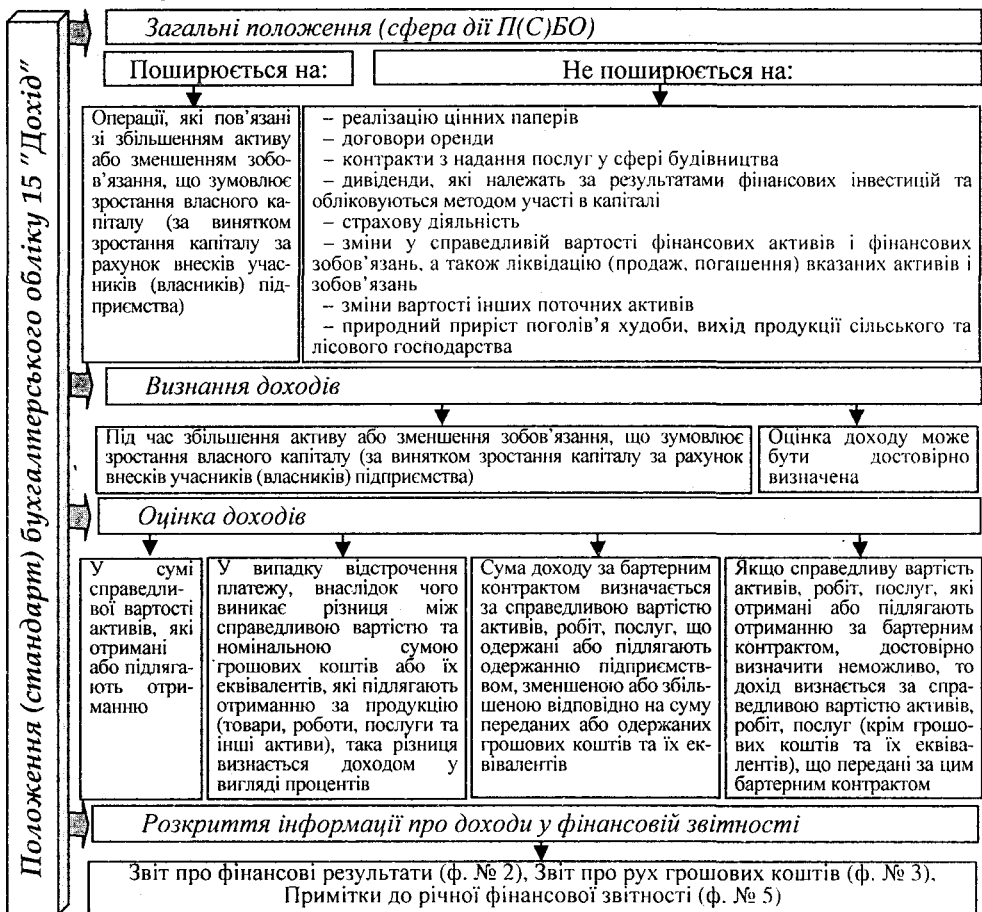 Положення (стандарт) бухгалтерського обліку 15 "Дохід"
Загальні положення (сфера дії П(С)БО)
Поширюється на:
Не поширюється на:
Операції, які пов'язані
зі збільшенням активу
або зменшенням зобо-
в'язання, що зумовлює
зростання власного ка-
піталу (за винятком
зростання капіталу за
рахунок внесків учас-
ників (власників) під-
приємства)
– реалізацію цінних паперів
– договори оренди
– контракти з надання послуг у сфері будівництва
– дивіденди, які належать за результатами фінансових інвестицій та
обліковуються методом участі в капіталі
– страхову діяльність
– зміни у справедливій вартості фінансових активів і фінансових
зобов'язань, а також ліквідацію (продаж, погашення) вказаних активів і
зобов'язань
– зміни вартості інших поточних активів
– природний приріст поголів'я худоби, вихід продукції сільського та
лісового господарства
Визнання доходів
Під час збільшення активу або зменшення зобов'язання, що зумовлює
зростання власного капіталу (за винятком зростання капіталу за рахунок
внесків учасників (власників) підприємства)
Оцінка доходу може
бути достовірно
визначена
Оцінка доходів
У сумі
справедли-
вої вартості
активів, які
отримані
або підляга-
ють отри-
манню
У випадку відстрочення
платежу, внаслідок чого
виникає різниця між
справедливою вартістю та
номінальною сумою
грошових коштів або їх
еквівалентів, які підлягають
отриманню за продукцію
(товари, роботи, послуги та
інші активи), така різниця
визнається доходом у
вигляді процентів
Сума доходу за бартерним
контрактом визначається
за справедливою вартістю
активів, робіт, послуг, що
одержані або підлягають
одержанню підприємст-
вом, зменшеною або збіль-
шеною відповідно на суму
переданих або одержаних
грошових коштів та їх ек-
вівалентів
Якщо справедливу вартість
активів, робіт, послуг, які
отримані або підлягають
отриманню за бартерним
контрактом, достовірно
визначити неможливо, то
дохід визнається за спра-
ведливою вартістю активів,
робіт, послуг (крім грошо-
вих коштів та їх еквіва-
лентів), що передані за цим
бартерним контрактом
Розкриття інформації про доходи у фінансовій звітності
Звіт про фінансові результати (ф. № 2), Звіт про рух грошових коштів (ф. № 3),
Примітки до річної фінансової звітності (ф. № 5)